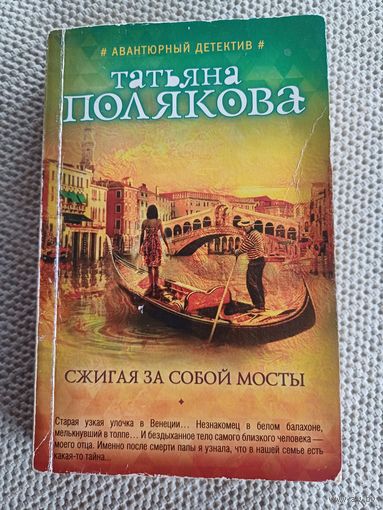 # АВАНТЮРНЫЙ ДЕТЕКТИВ #
ТАТЬЯНА
ПОЛЯКОВА
СЖИГАЯ ЗА СОБОЙ МОСТЫ
Старая узкая улочка в Венеции... Незнакомец в белом балахоне,
мелькнувший в толпе... И бездыханное тело самого близкого человека —
моего отца. Именно после смерти папы я узнала, что в нашей семье есть
какая-то тайна...